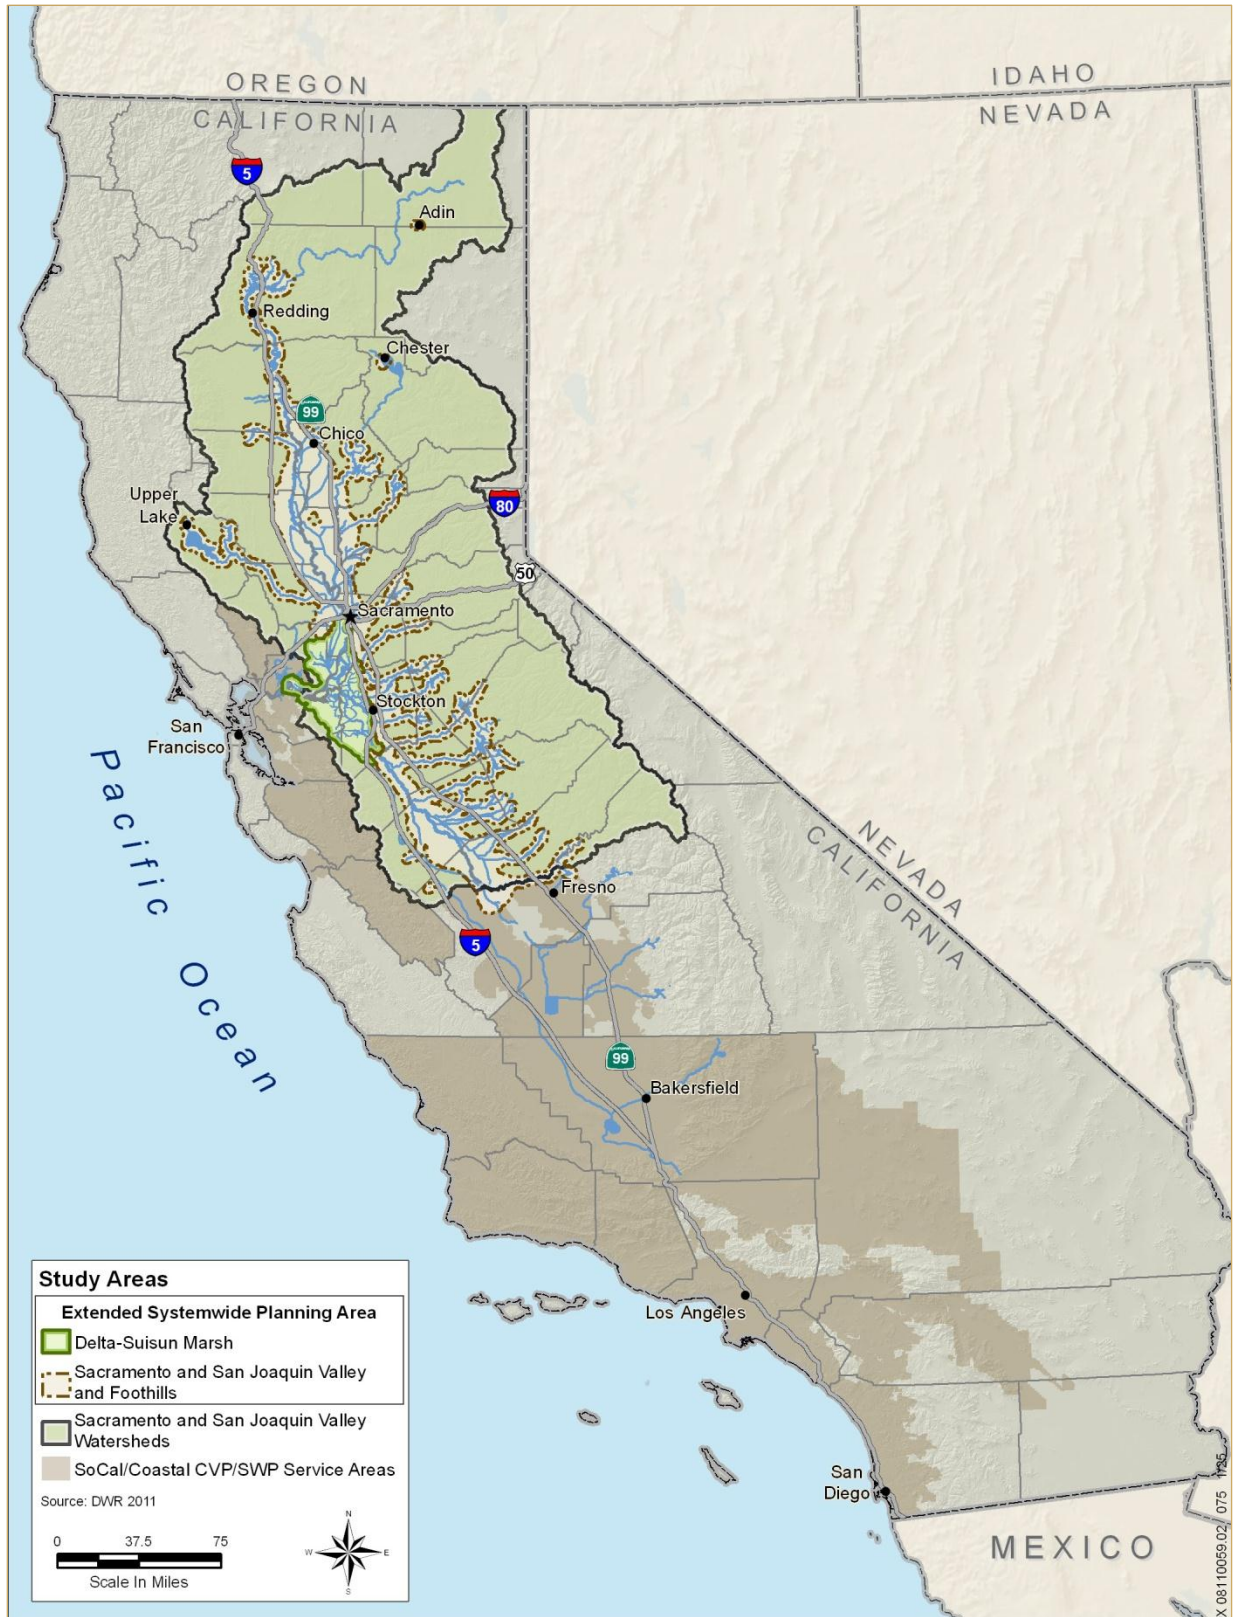 OREGON
CALIFORNIA
IDAHO
NEVADA
5
Adin
Redding
Chester
99
Chico
Upper
Lake
80
50
Sacramento
Stockton
San
Francisco
Pacific Ocean
NEVADA
CALIFORNIA
Fresno
5
99
Bakersfield
Los Angeles
San
Diego
MEXICO
Study Areas
Extended Systemwide Planning Area
Delta-Suisun Marsh
Sacramento and San Joaquin Valley
and Foothills
Sacramento and San Joaquin Valley
Watersheds
SoCal/Coastal CVP/SWP Service Areas
Source: DWR 2011
0 37.5 75
Scale In Miles
N
W E
S
X 08110059.02 075